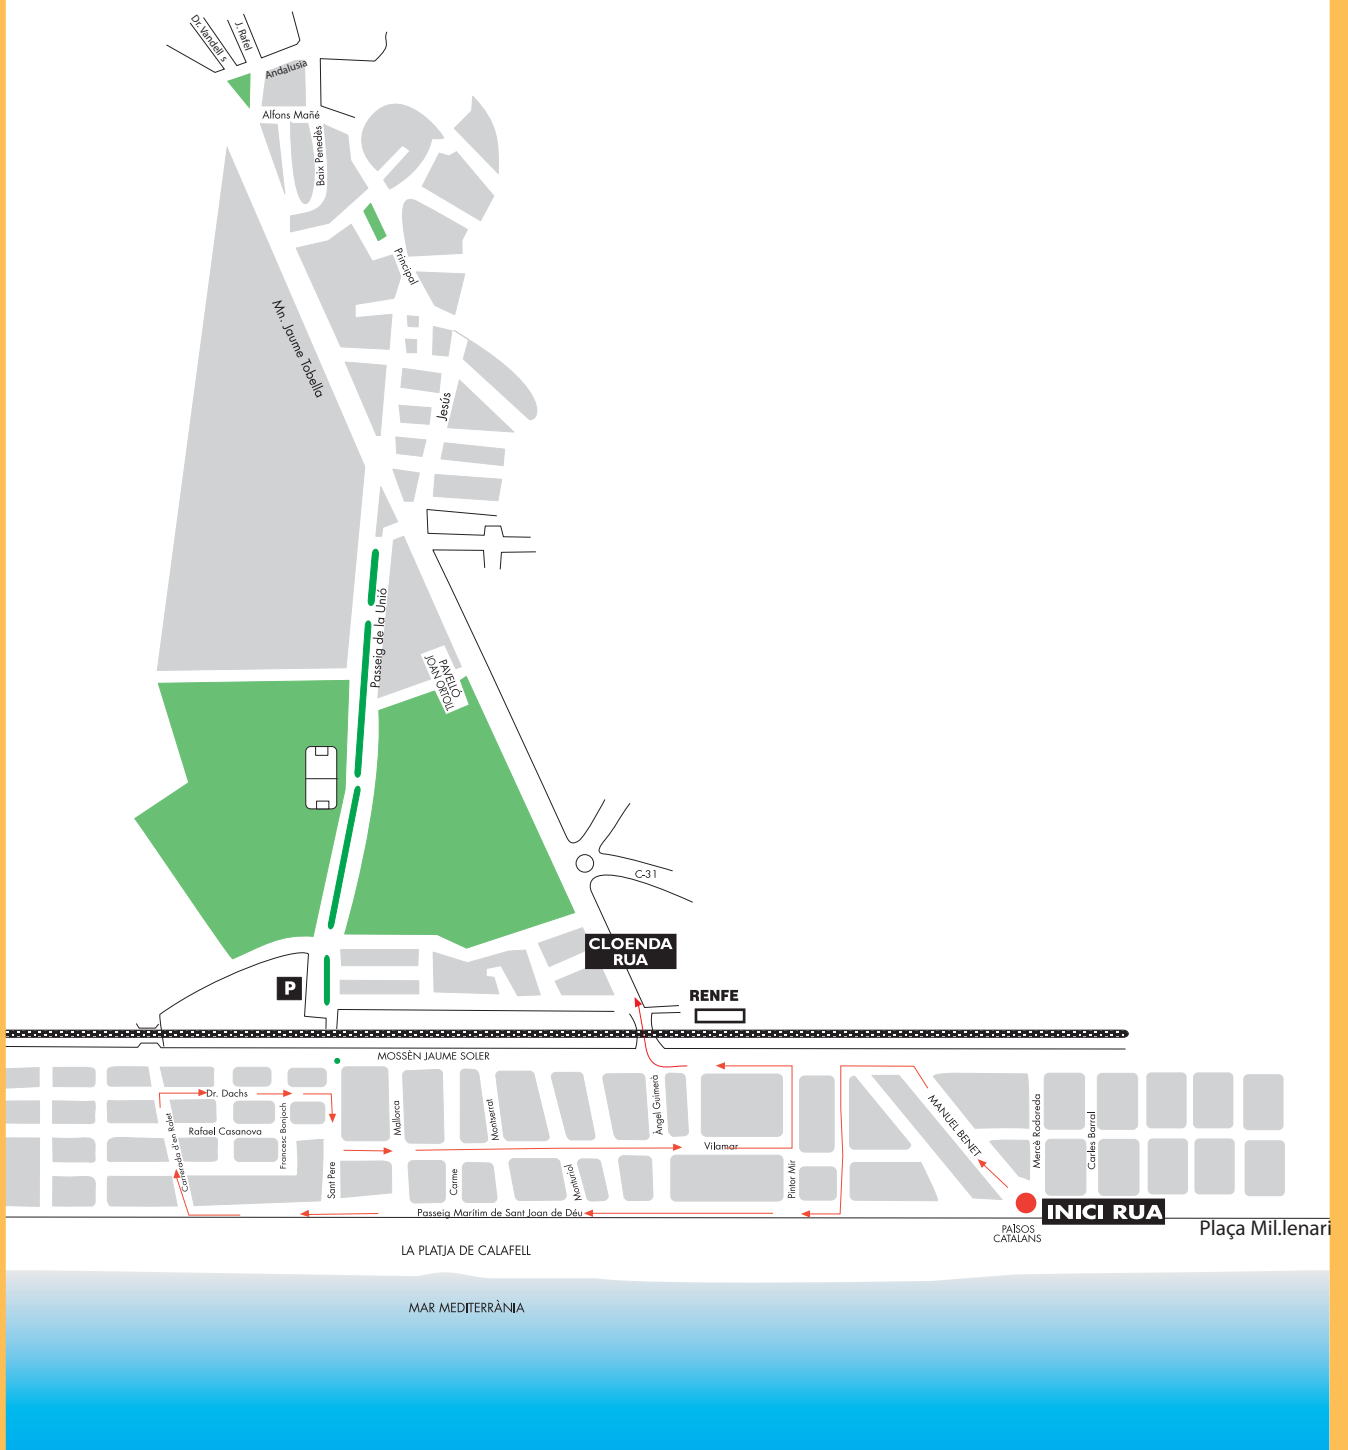 Dr. Vandell s
J. Rafel
Andalusia
Alfons Mañé
Baix Penedès
Principal
Mn. Jaume Tobella
Jesús
Passeig de la Unió
PAVELLÓ
JOAN ORTOLL
C-31
CLOENDA
RUA
P
RENFE
MOSSÈN JAUME SOLER
Dr. Dachs
Carrerada d'en Ralet
Rafael Casanova
Francesc Bonjoch
Sant Pere
Mallorca
Montserrat
Carme
Monturiol
Àngel Guimerà
Vilamar
Pintor Mir
MANUEL BENET
Mercè Rodoreda
Carles Barral
Passeig Marítim de Sant Joan de Déu
INICI RUA
PAÏSOS
CATALANS
Plaça Mil.lenari
LA PLATJA DE CALAFELL
MAR MEDITERRÀNIA